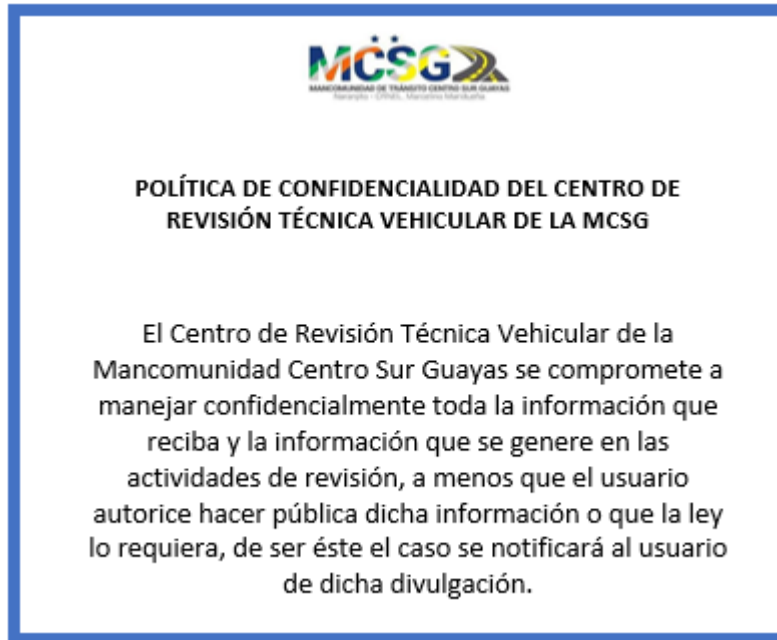 MCSG
MANCOMUNIDAD DE TRÁNSITO CENTRO SUR GUAYAS
Naranjito - CRNEL. Marcelino Maridueña
POLÍTICA DE CONFIDENCIALIDAD DEL CENTRO DE
REVISIÓN TÉCNICA VEHICULAR DE LA MCSG
El Centro de Revisión Técnica Vehicular de la
Mancomunidad Centro Sur Guayas se compromete a
manejar confidencialmente toda la información que
reciba y la información que se genere en las
actividades de revisión, a menos que el usuario
autorice hacer pública dicha información o que la ley
lo requiera, de ser éste el caso se notificará al usuario
de dicha divulgación.